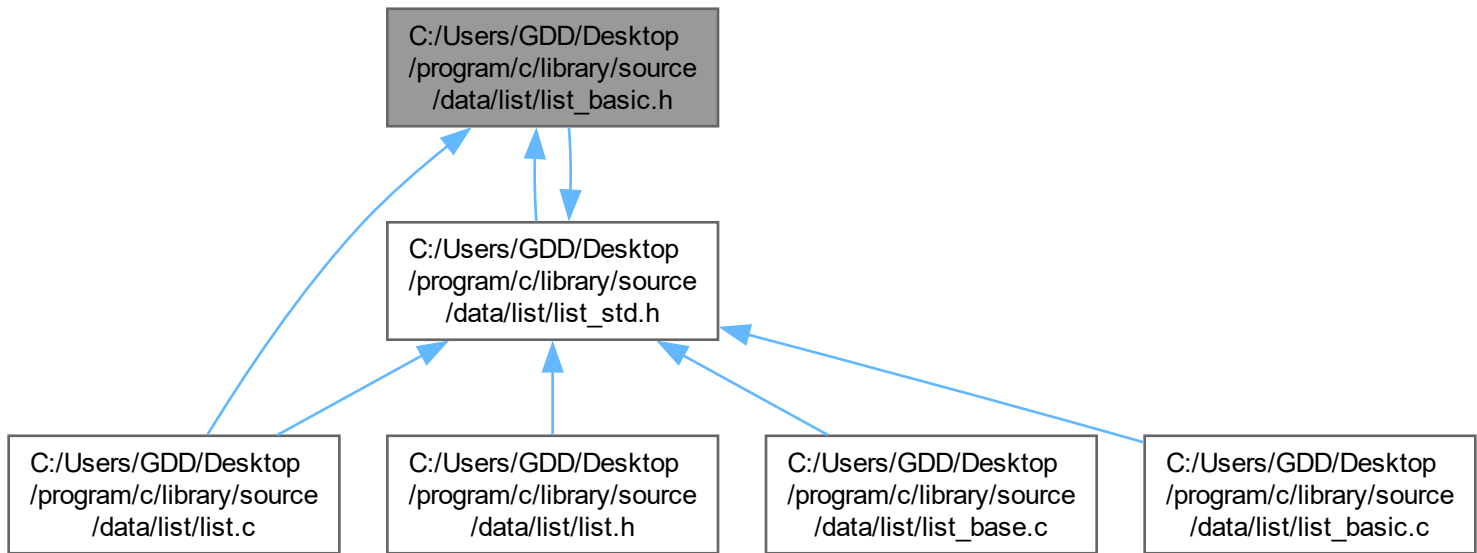 C:/Users/GDD/Desktop
/program/c/library/source
/data/list/list_basic.h
C:/Users/GDD/Desktop
/program/c/library/source
/data/list/list_std.h
C:/Users/GDD/Desktop
/program/c/library/source
/data/list/list.c
C:/Users/GDD/Desktop
/program/c/library/source
/data/list/list.h
C:/Users/GDD/Desktop
/program/c/library/source
/data/list/list_base.c
C:/Users/GDD/Desktop
/program/c/library/source
/data/list/list_basic.c